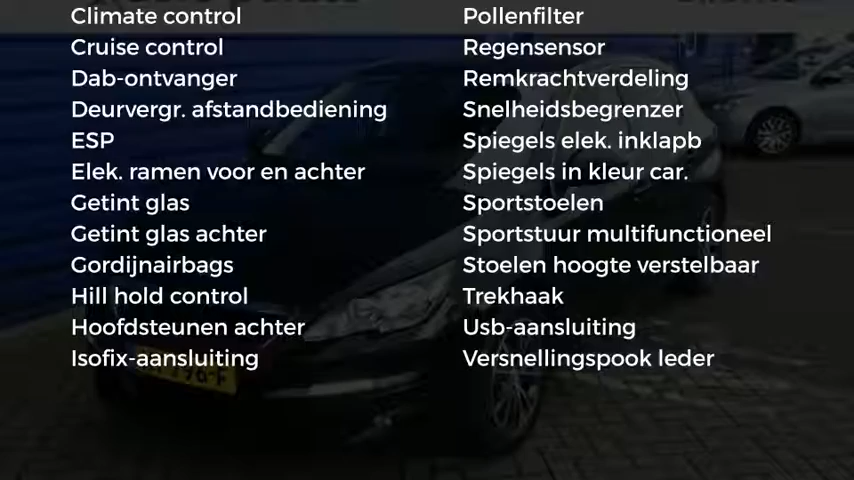 Climate control
Cruise control
Dab-ontvanger
Deurvergr. afstandbediening
ESP
Elek. ramen voor en achter
Getint glas
Getint glas achter
Gordijnairbags
Hill hold control
Hoofdsteunen achter
Isofix-aansluiting
Pollenfilter
Regensensor
Remkrachtverdeling
Snelheidsbegrenzer
Spiegels elek. inklapb
Spiegels in kleur car.
Sportstoelen
Sportstuur multifunctioneel
Stoelen hoogte verstelbaar
Trekhaak
Usb-aansluiting
Versnellingspook leder